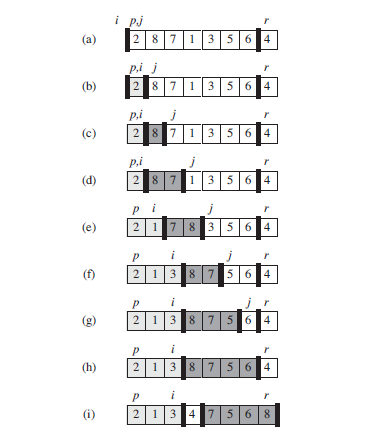 i p,j r
(a) 2 8 7 1 3 5 6 4
p,i j r
(b) 2 8 7 1 3 5 6 4
p,i j r
(c) 2 8 7 1 3 5 6 4
p,i j r
(d) 2 8 7 1 3 5 6 4
p i j r
(e) 2 1 7 8 3 5 6 4
p i j r
(f) 2 1 3 8 7 5 6 4
p i j r
(g) 2 1 3 8 7 5 6 4
p i r
(h) 2 1 3 8 7 5 6 4
p i r
(i) 2 1 3 4 7 5 6 8